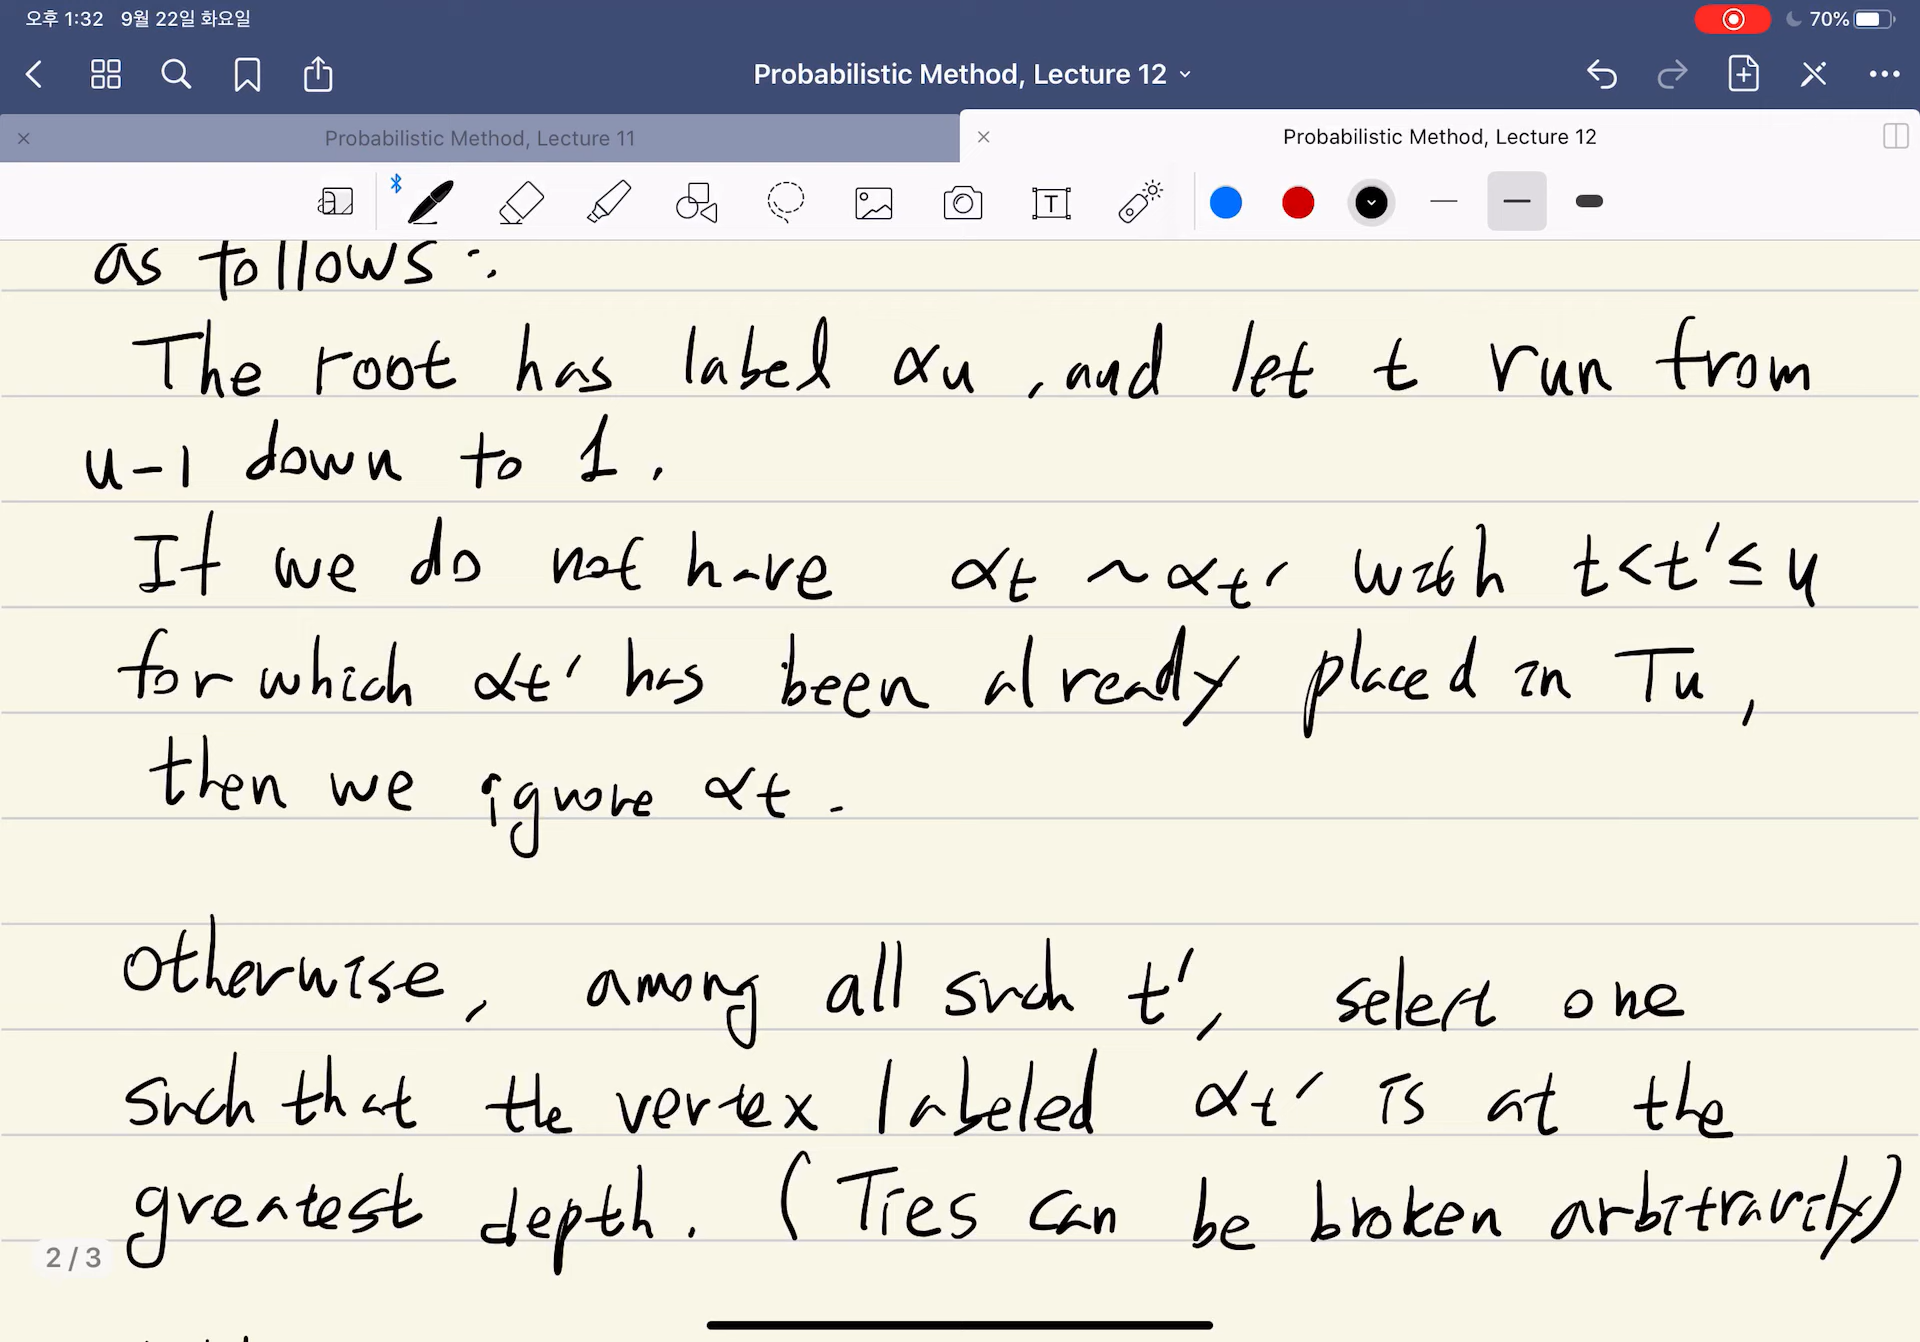 오후 1:32 9월 22일 화요일
70%
Probabilistic Method, Lecture 12
Probabilistic Method, Lecture 11
Probabilistic Method, Lecture 12
as follows :
The root has label αu , and let t run from
u-1 down to 1 .
If we do not have αt ~ αt' with t<t'≤u
for which αt' has been already placed in Tu ,
then we ignore αt .
Otherwise, among all such t', select one
such that the vertex labeled αt' is at the
greatest depth. (Ties can be broken arbitrarily)
2 / 3